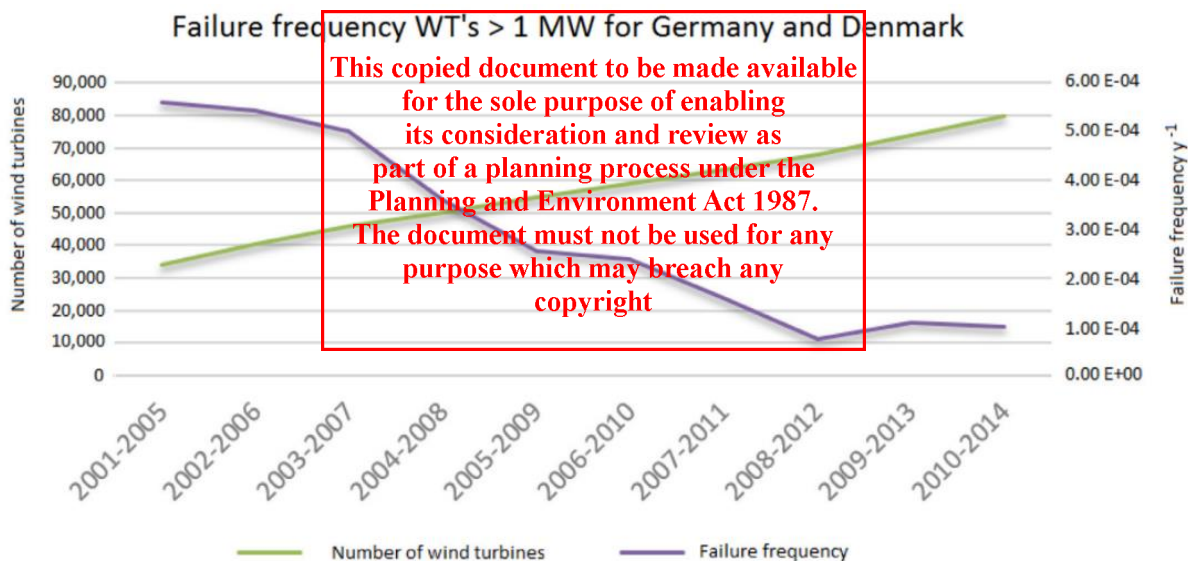 Failure frequency WT's > 1 MW for Germany and Denmark
This copied document to be made available
for the sole purpose of enabling
its consideration and review as
part of a planning process under the
Planning and Environment Act 1987.
The document must not be used for any
purpose which may breach any
copyright
Number of wind turbines
90,000
80,000
70,000
60,000
50,000
40,000
30,000
20,000
10,000
0
6.00 E-04
5.00 E-04
4.00 E-04
3.00 E-04
2.00 E-04
1.00 E-04
0.00 E+00
Failure frequency y⁻¹
2001-2005
2002-2006
2003-2007
2004-2008
2005-2009
2006-2010
2007-2011
2008-2012
2009-2013
2010-2014
Number of wind turbines
Failure frequency